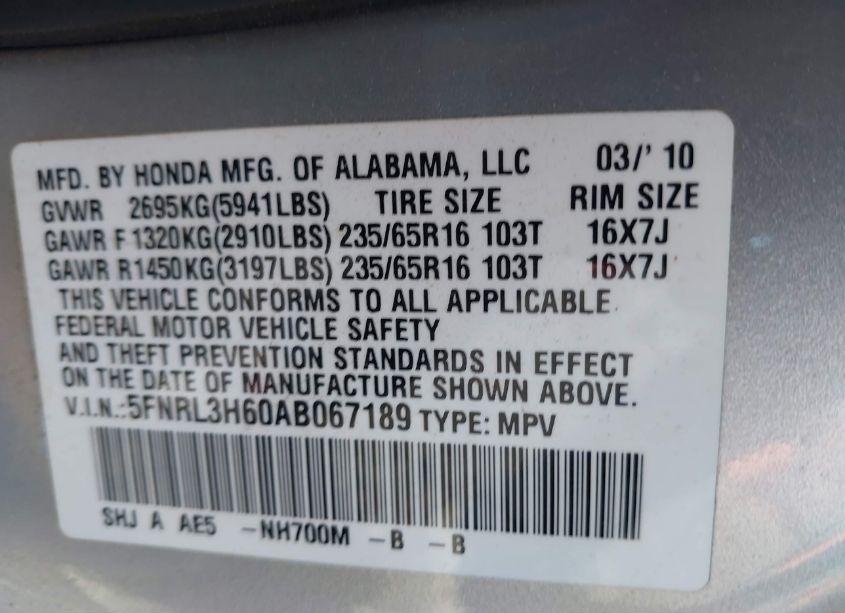 MFD. BY HONDA MFG. OF ALABAMA, LLC 03/' 10
GVWR 2695KG(5941LBS) TIRE SIZE RIM SIZE
GAWR F 1320KG(2910LBS) 235/65R16 103T 16X7J
GAWR R1450KG(3197LBS) 235/65R16 103T 16X7J
THIS VEHICLE CONFORMS TO ALL APPLICABLE
FEDERAL MOTOR VEHICLE SAFETY
AND THEFT PREVENTION STANDARDS IN EFFECT
ON THE DATE OF MANUFACTURE SHOWN ABOVE.
V.I.N.:5FNRL3H60AB067189 TYPE: MPV
SHJ A AE5 -NH700M -B -B